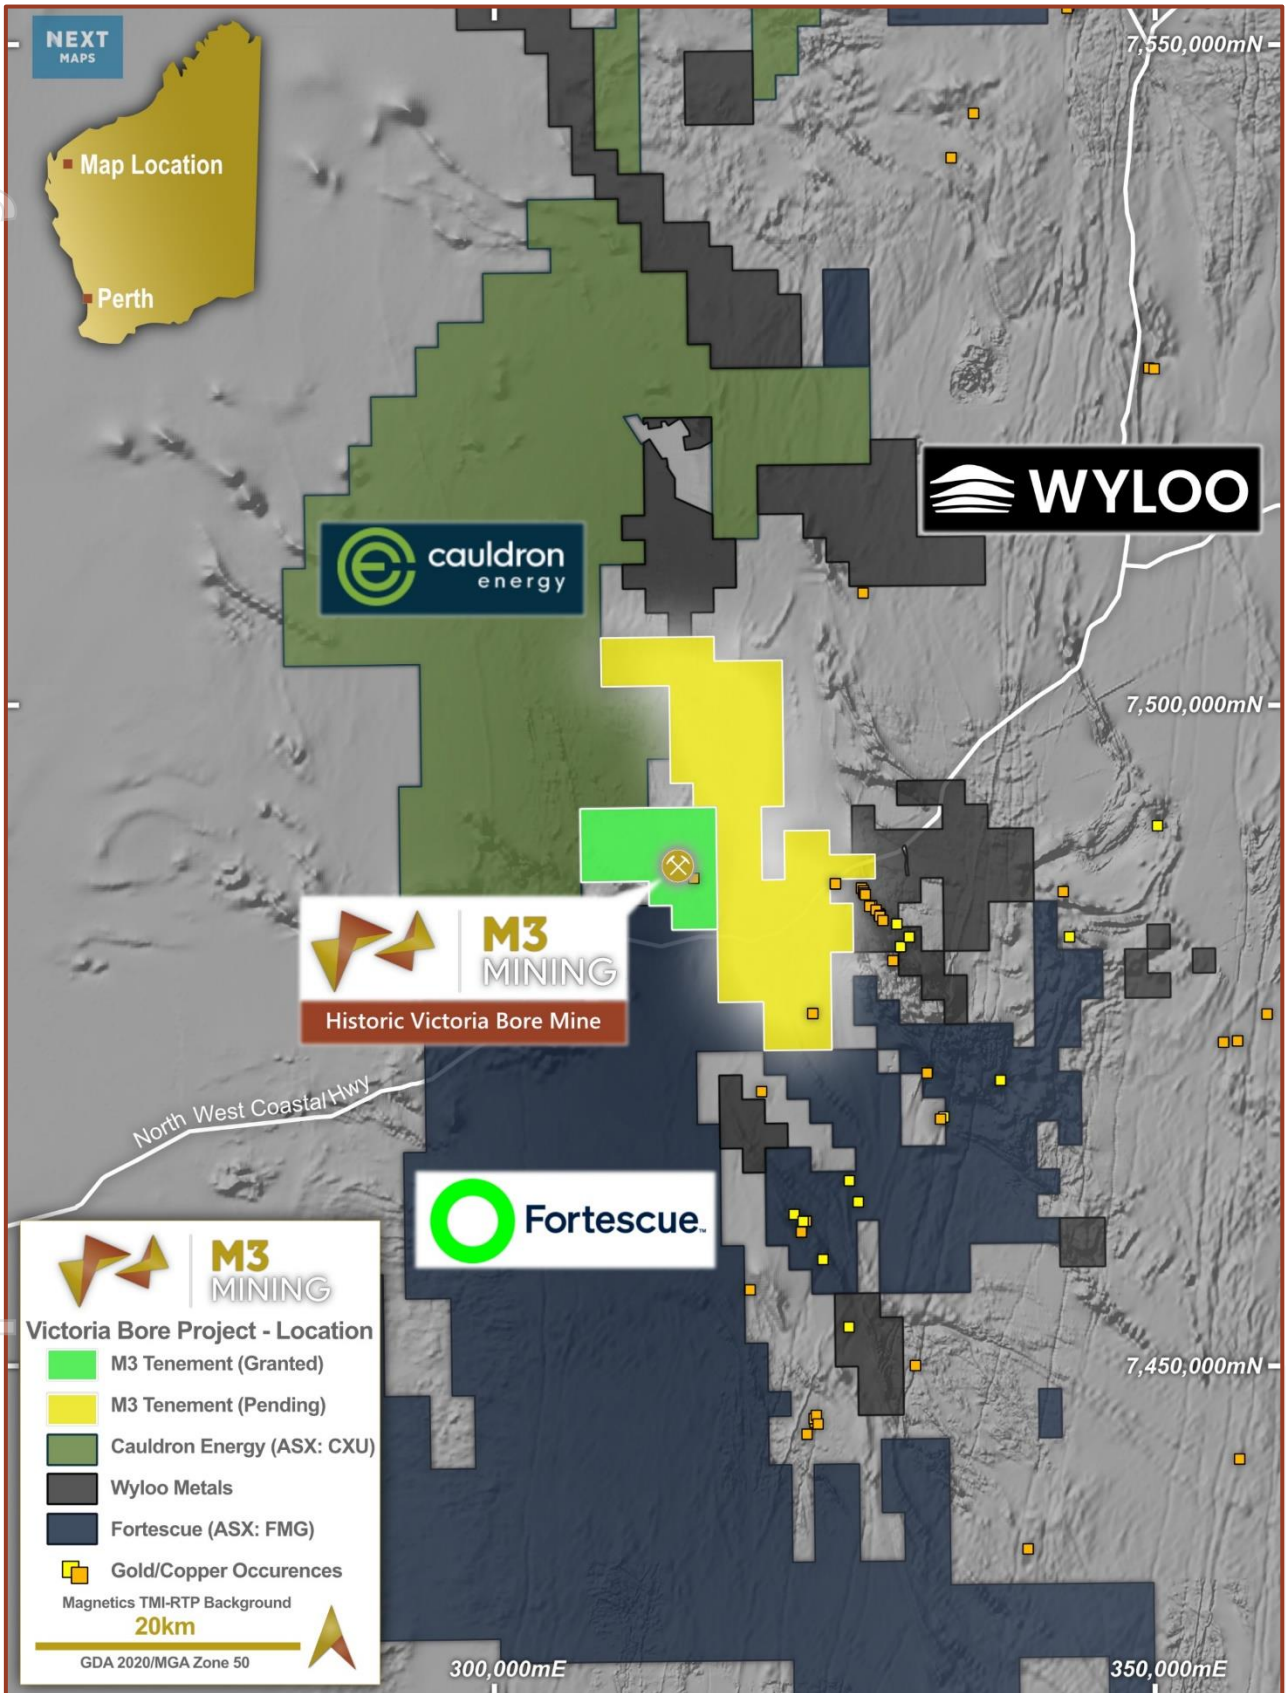 NEXT
MAPS
7,550,000mN
Map Location
Perth
WYLOO
cauldron
energy
7,500,000mN
M3
MINING
Historic Victoria Bore Mine
North West Coastal Hwy
Fortescue™
M3
MINING
Victoria Bore Project - Location
M3 Tenement (Granted)
M3 Tenement (Pending)
Cauldron Energy (ASX: CXU)
Wyloo Metals
Fortescue (ASX: FMG)
Gold/Copper Occurences
Magnetics TMI-RTP Background
20km
GDA 2020/MGA Zone 50
7,450,000mN
300,000mE
350,000mE